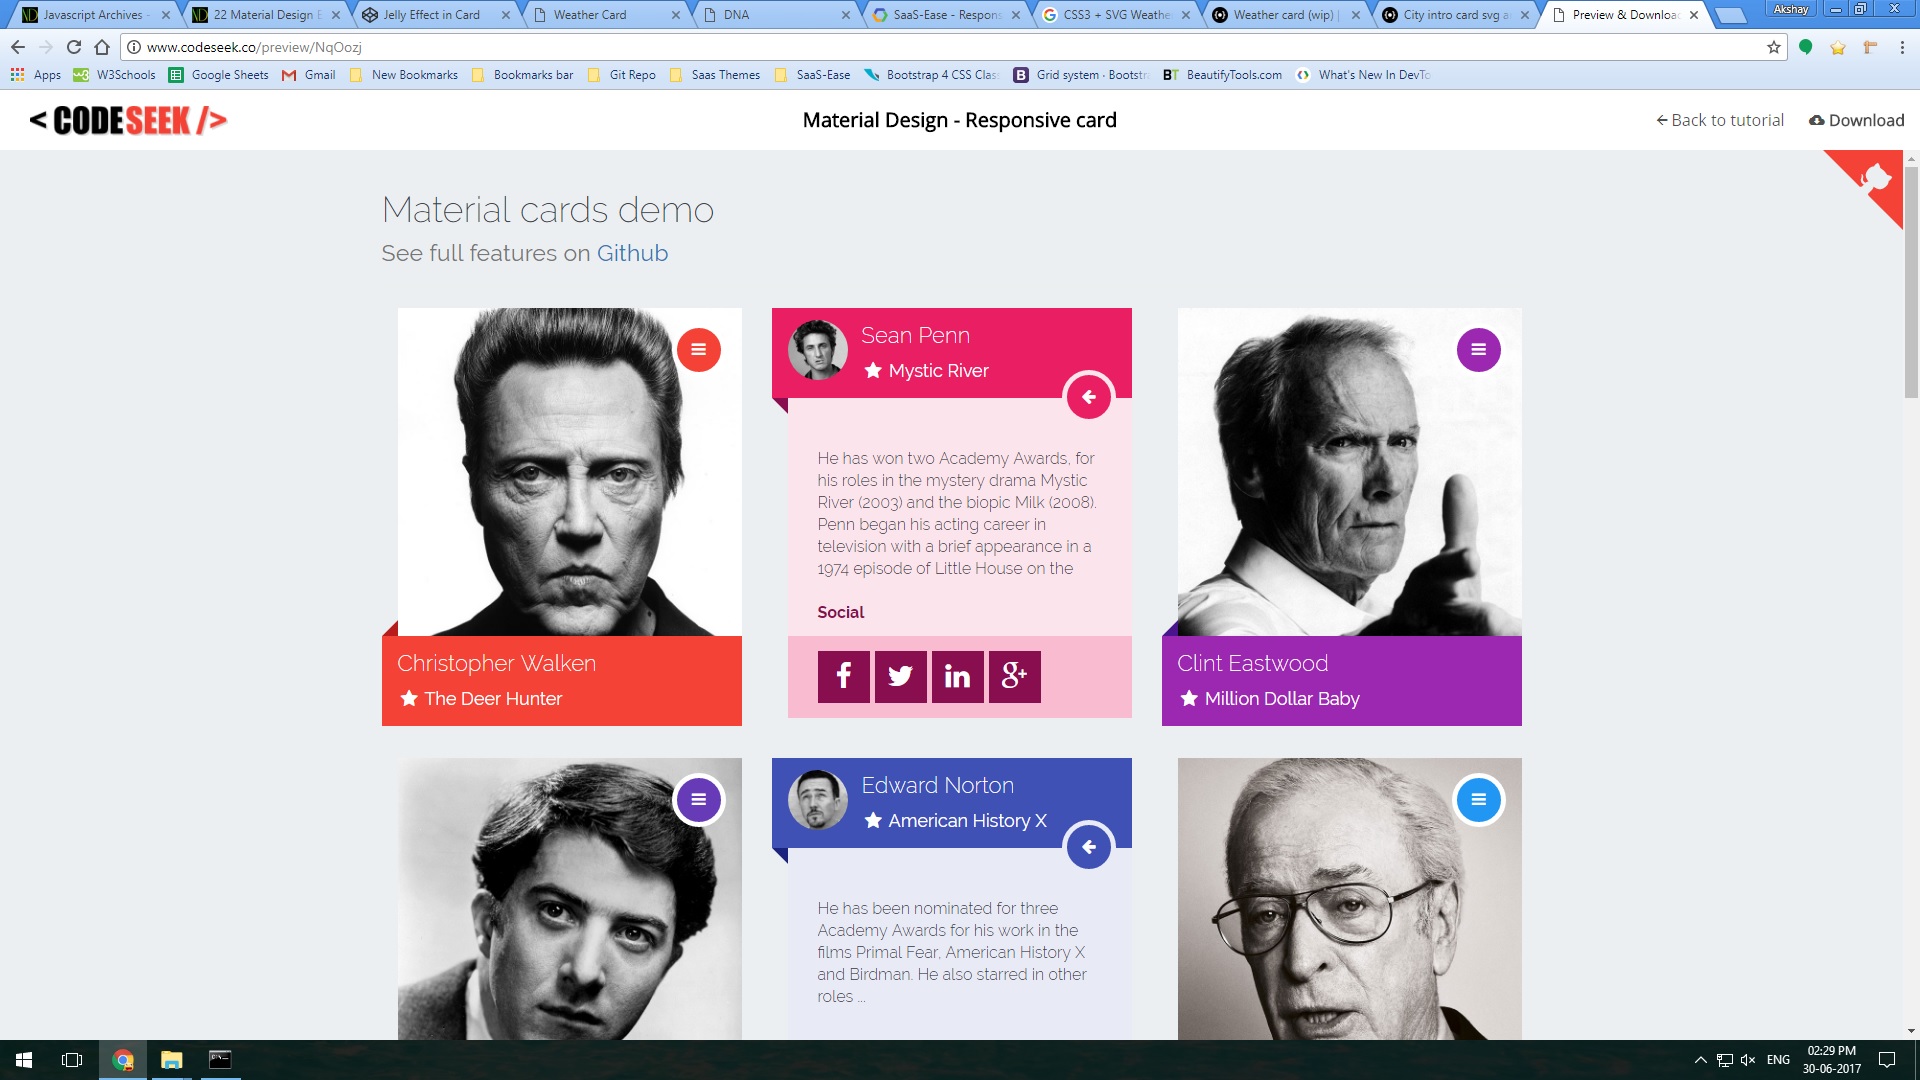 Javascript Archives -
22 Material Design E
Jelly Effect in Card
Weather Card
DNA
SaaS-Ease - Respons
CSS3 + SVG Weathe
Weather card (wip) |
City intro card svg a
Preview & Downloa
Akshay
www.codeseek.co/preview/NqOozj
Apps
W3Schools
Google Sheets
Gmail
New Bookmarks
Bookmarks bar
Git Repo
Saas Themes
SaaS-Ease
Bootstrap 4 CSS Clas
Grid system · Bootstr
BeautifyTools.com
What's New In DevTo
< CODESEEK />
Material Design - Responsive card
Back to tutorial
Download
Material cards demo
See full features on Github
Christopher Walken
The Deer Hunter
Sean Penn
Mystic River
He has won two Academy Awards, for
his roles in the mystery drama Mystic
River (2003) and the biopic Milk (2008).
Penn began his acting career in
television with a brief appearance in a
1974 episode of Little House on the
Social
Clint Eastwood
Million Dollar Baby
Edward Norton
American History X
He has been nominated for three
Academy Awards for his work in the
films Primal Fear, American History X
and Birdman. He also starred in other
roles ...
ENG
02:29 PM
30-06-2017